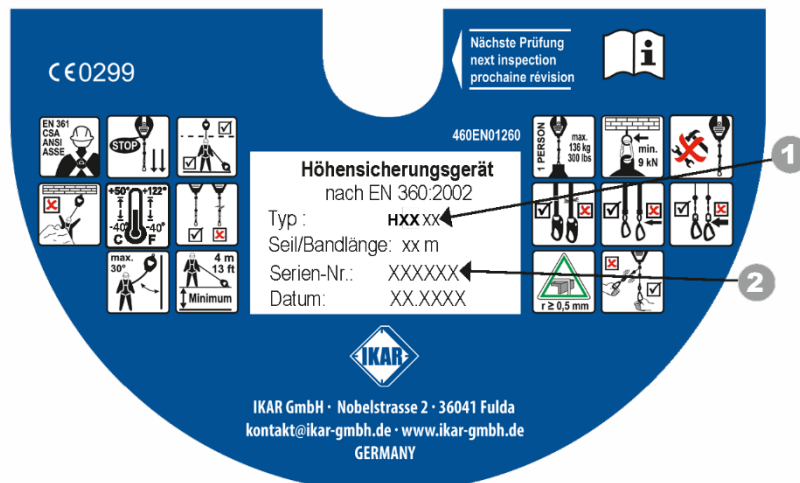 Nächste Prüfung
next inspection
prochaine révision
i
CE0299
460EN01260
EN 361
CSA
ANSI
ASSE
STOP
1 PERSON
max.
136 kg
300 lbs
min.
9 kN
1
Höhensicherungsgerät
nach EN 360:2002
Typ : HXX xx
Seil/Bandlänge: xx m
Serien-Nr.: XXXXXX
Datum: XX.XXXX
2
+50° +122°
-40° -40°
C F
max.
30°
4 m
13 ft
Minimum
r ≥ 0,5 mm
IKAR
IKAR GmbH · Nobelstrasse 2 · 36041 Fulda
kontakt@ikar-gmbh.de · www.ikar-gmbh.de
GERMANY